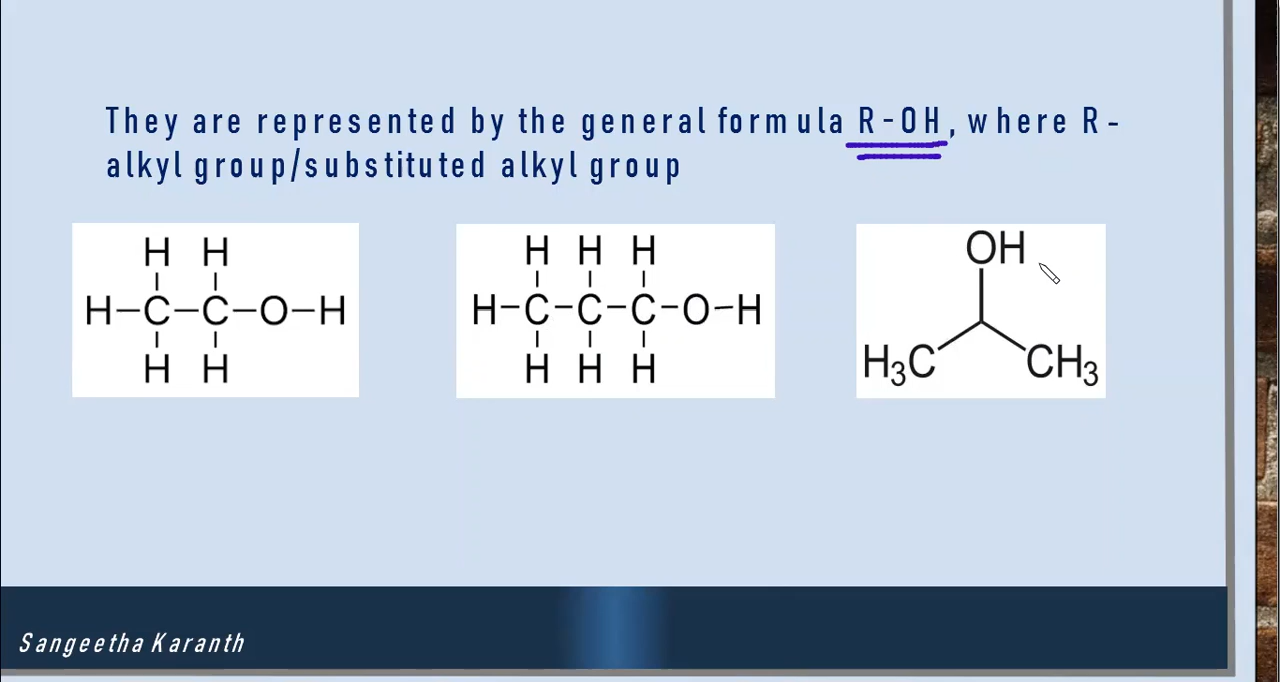 They are represented by the general formula R-OH, where R-
alkyl group/substituted alkyl group
H H
H-C-C-O-H
H H
H H H
H-C-C-C-O-H
H H H
OH
H3C CH3
Sangeetha Karanth